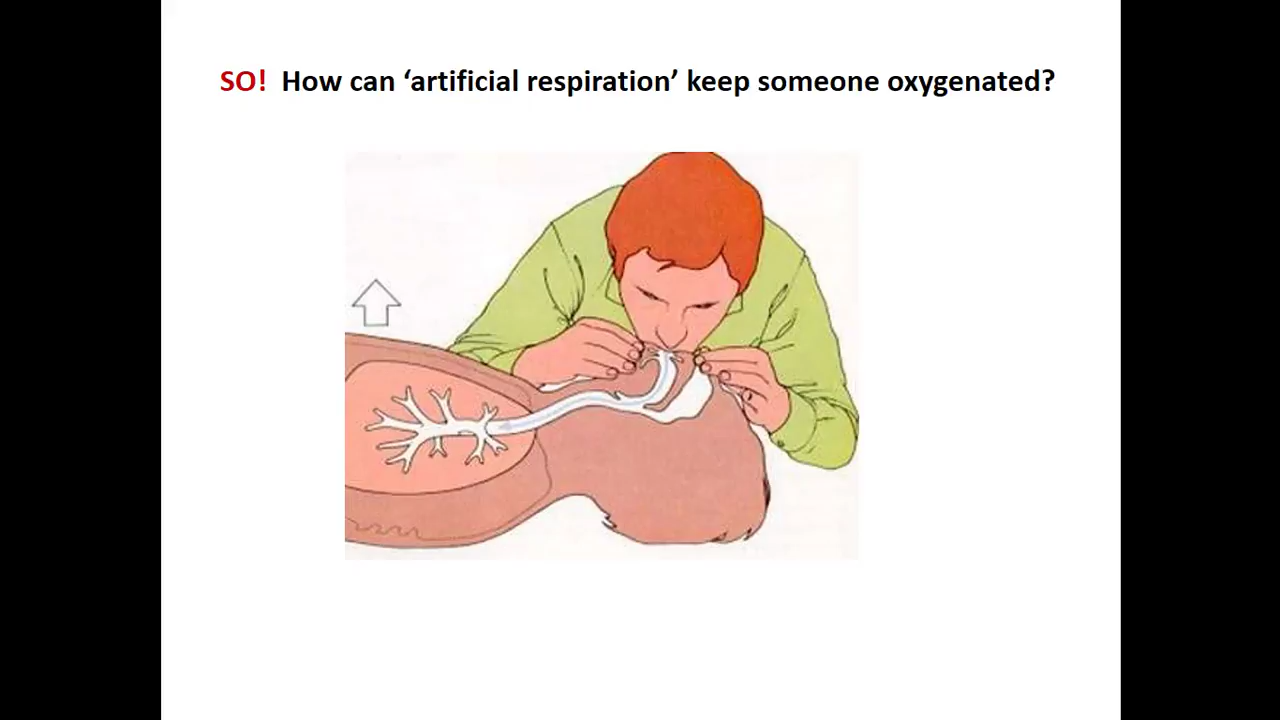 SO! How can ‘artificial respiration’ keep someone oxygenated?